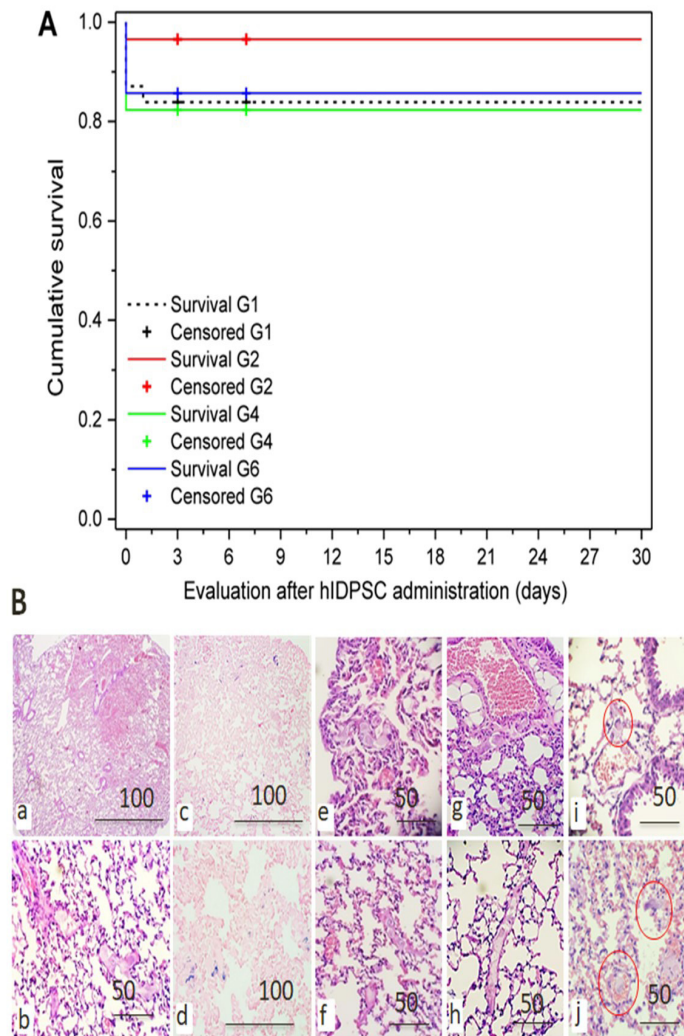 A
1.0
0.8
0.6
0.4
0.2
0.0
Cumulative survival
Survival G1
Censored G1
Survival G2
Censored G2
Survival G4
Censored G4
Survival G6
Censored G6
0 3 6 9 12 15 18 21 24 27 30
Evaluation after hIDPSC administration (days)
B
a 100
c 100
e 50
g 50
i 50
b 50
d 100
f 50
h 50
j 50